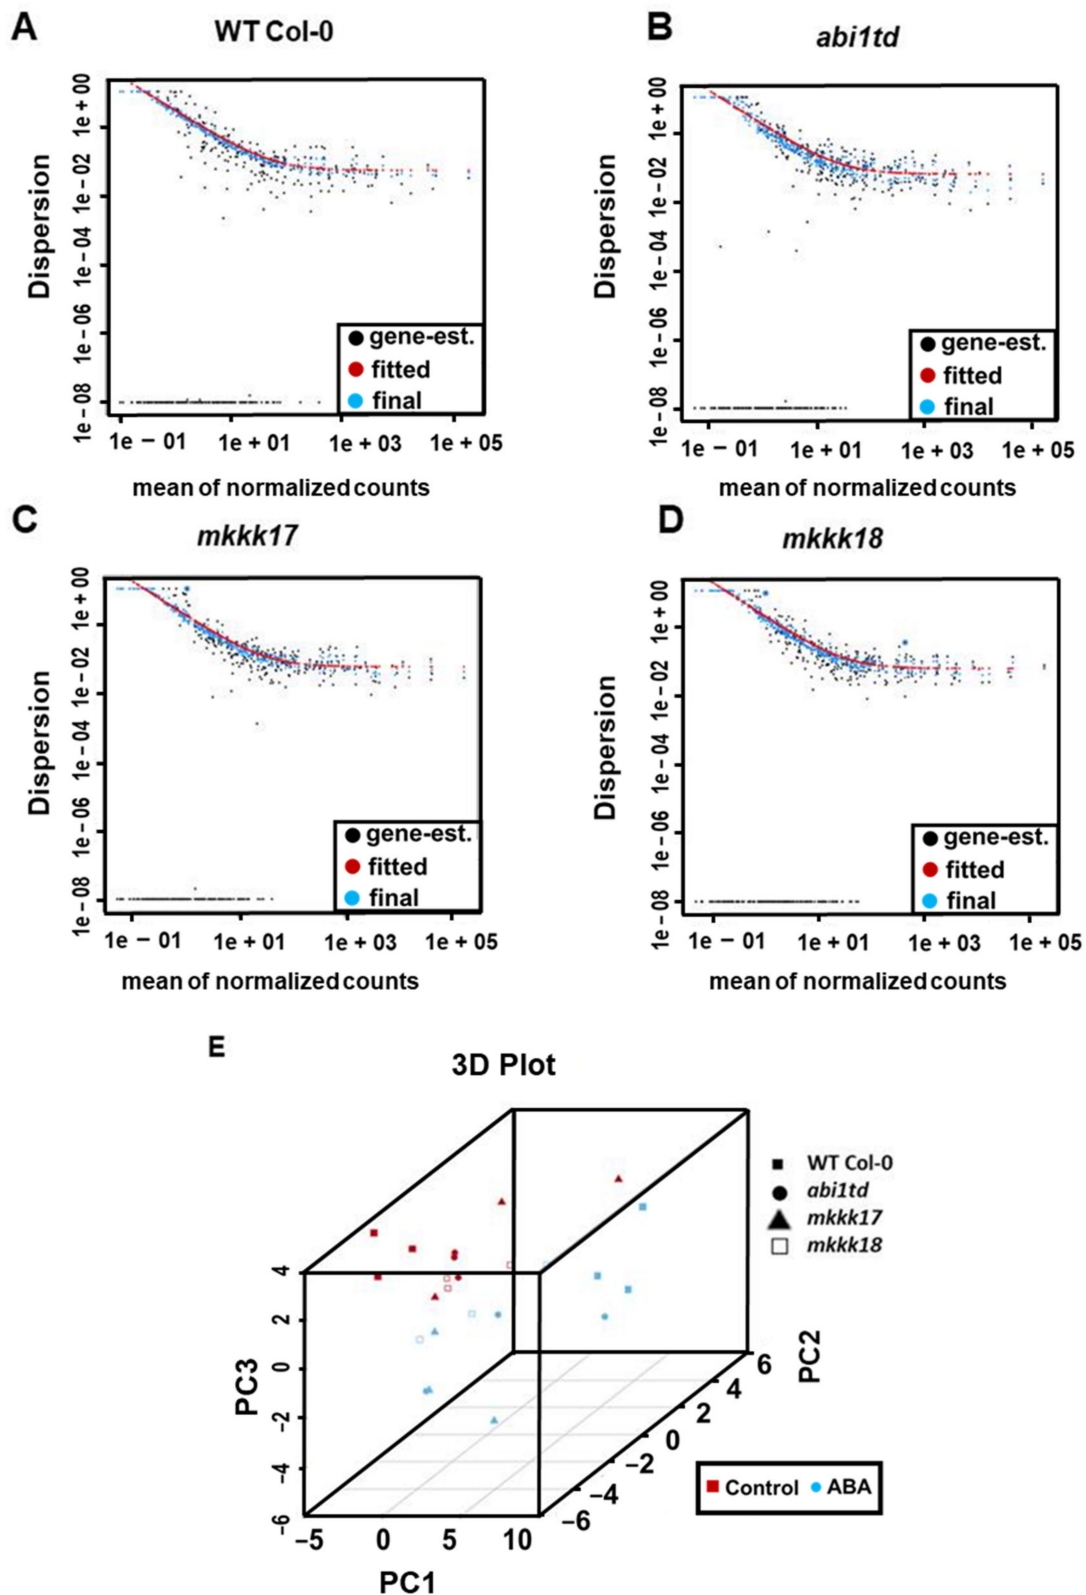 A
WT Col-0
B
abi1td
Dispersion
1e + 00
1e − 02
1e − 04
1e − 06
1e − 08
gene-est.
fitted
final
1e − 01 1e + 01 1e + 03 1e + 05
mean of normalized counts
Dispersion
1e + 00
1e − 02
1e − 04
1e − 06
1e − 08
gene-est.
fitted
final
1e − 01 1e + 01 1e + 03 1e + 05
mean of normalized counts
C
mkkk17
D
mkkk18
Dispersion
1e + 00
1e − 02
1e − 04
1e − 06
1e − 08
gene-est.
fitted
final
1e − 01 1e + 01 1e + 03 1e + 05
mean of normalized counts
Dispersion
1e + 00
1e − 02
1e − 04
1e − 06
1e − 08
gene-est.
fitted
final
1e − 01 1e + 01 1e + 03 1e + 05
mean of normalized counts
E
3D Plot
WT Col-0
abi1td
mkkk17
mkkk18
PC3
4
2
0
−2
−4
−6
−5 0 5 10
PC1
6
4
2
0
−2
−4
−6
PC2
Control ABA